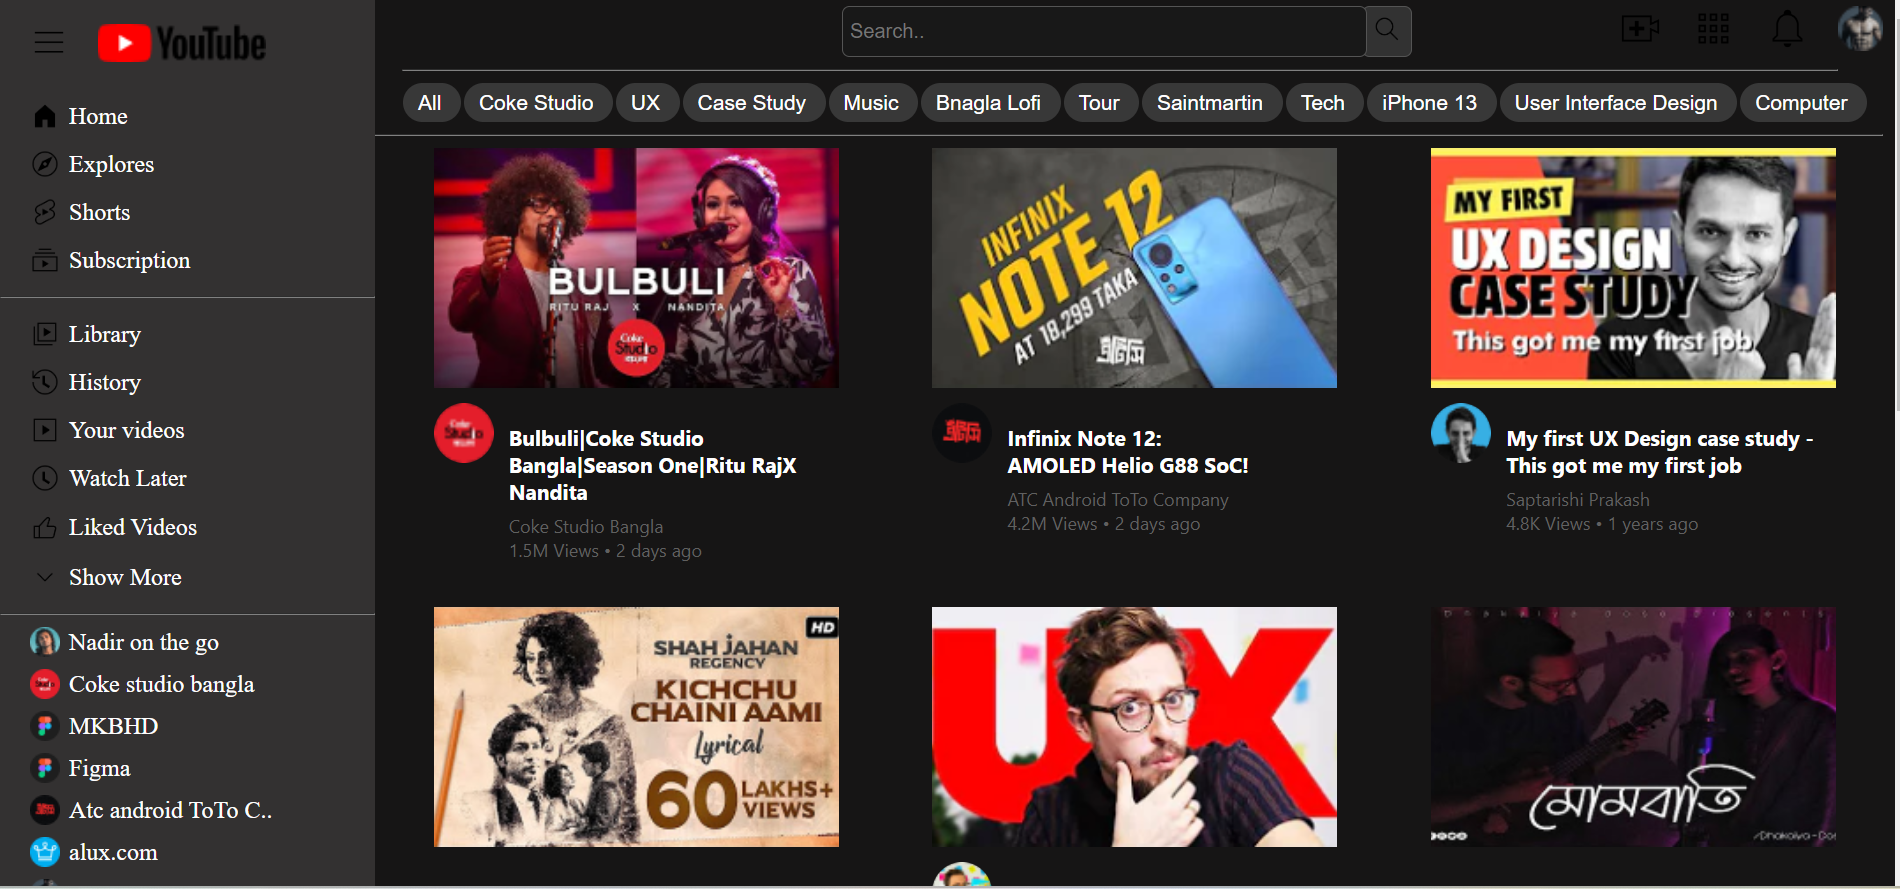 YouTube
Search..
All
Coke Studio
UX
Case Study
Music
Bnagla Lofi
Tour
Saintmartin
Tech
iPhone 13
User Interface Design
Computer
Home
Explores
Shorts
Subscription
Library
History
Your videos
Watch Later
Liked Videos
Show More
Nadir on the go
Coke studio bangla
MKBHD
Figma
Atc android ToTo C..
alux.com
BULBULI
RITU RAJ X NANDITA
Coke
Studio
বাংলা
Bulbuli|Coke Studio
Bangla|Season One|Ritu RajX
Nandita
Coke Studio Bangla
1.5M Views • 2 days ago
INFINIX
NOTE 12
AT 18,299 TAKA
এটিসি
Infinix Note 12:
AMOLED Helio G88 SoC!
ATC Android ToTo Company
4.2M Views • 2 days ago
MY FIRST
UX DESIGN
CASE STUDY
This got me my first job
My first UX Design case study -
This got me my first job
Saptarishi Prakash
4.8K Views • 1 years ago
HD
SHAH JAHAN
REGENCY
KICHCHU
CHAINI AAMI
Lyrical
60 LAKHS+
VIEWS
UX
Dhakaiya Dosa Presents
মোমবাতি